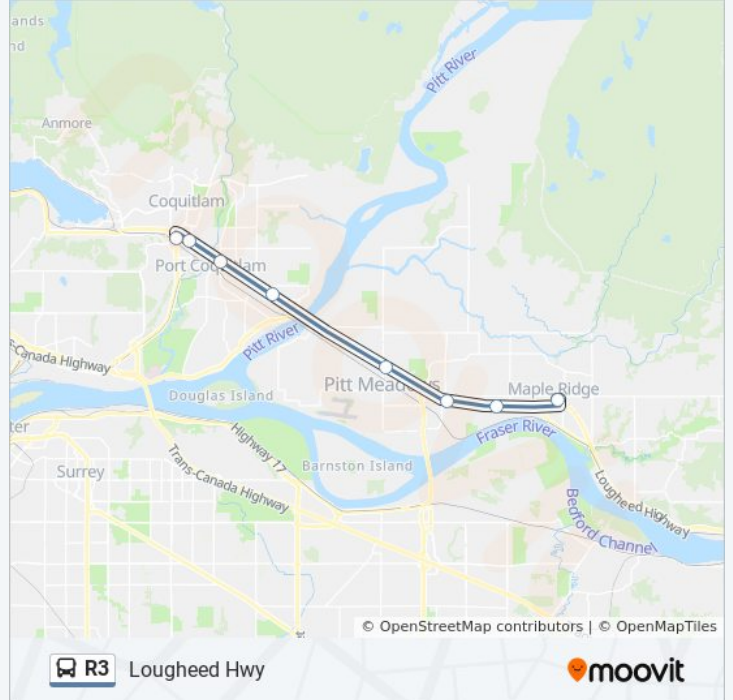 ands
nd
Pitt River
Anmore
Coquitlam
Port Coquitlam
Pitt River
s-Canada Highway
Pitt Meadows
Maple Ridge
Douglas Island
ter
Fraser River
Highway 17
Barnston Island
Surrey
Trans-Canada Highway
Lougheed Highway
Bedford Channel
© OpenStreetMap contributors | © OpenMapTiles
R3 Lougheed Hwy
moovit